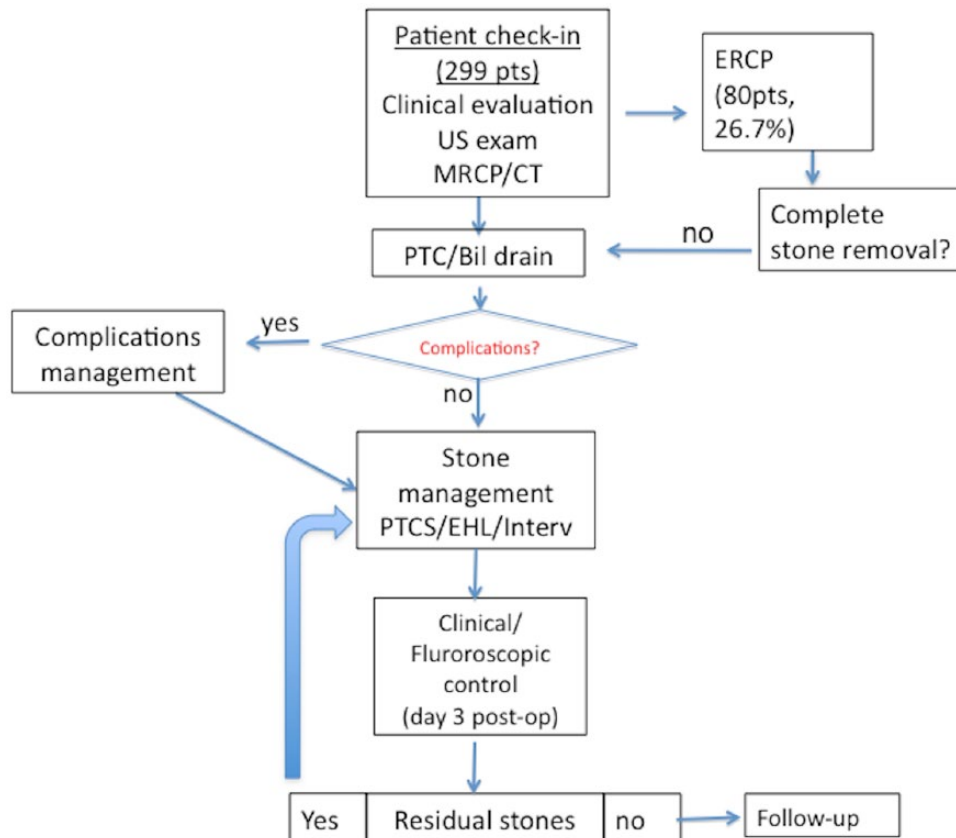 Patient check-in
(299 pts)
Clinical evaluation
US exam
MRCP/CT
ERCP
(80pts,
26.7%)
Complete
stone removal?
no
PTC/Bil drain
Complications?
yes
Complications
management
no
Stone
management
PTCS/EHL/Interv
Clinical/
Fluroroscopic
control
(day 3 post-op)
Yes
Residual stones
no
Follow-up